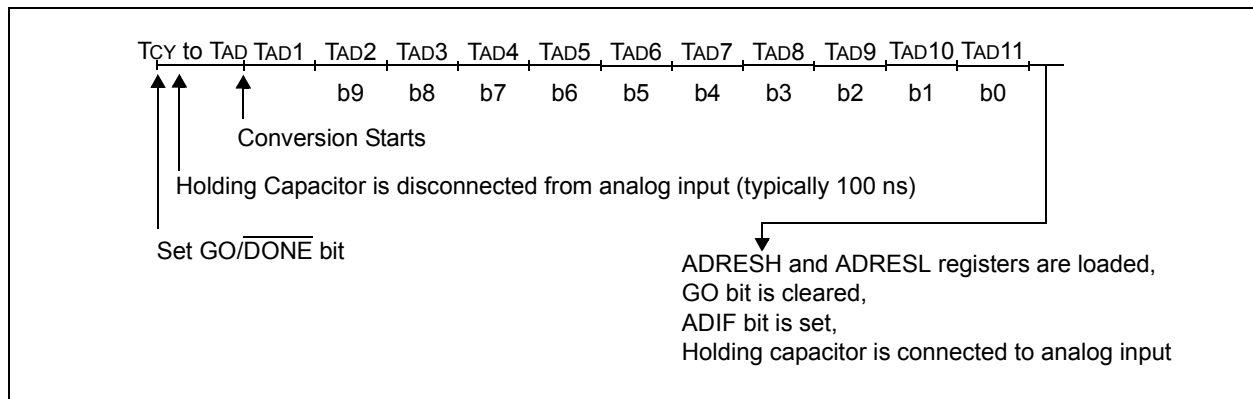 TCY to TAD TAD1 TAD2 TAD3 TAD4 TAD5 TAD6 TAD7 TAD8 TAD9 TAD10 TAD11
b9 b8 b7 b6 b5 b4 b3 b2 b1 b0
Conversion Starts
Holding Capacitor is disconnected from analog input (typically 100 ns)
Set GO/DONE bit
ADRESH and ADRESL registers are loaded,
GO bit is cleared,
ADIF bit is set,
Holding capacitor is connected to analog input